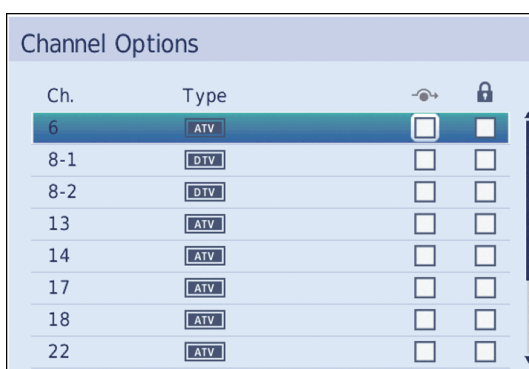 Channel Options
Ch. Type
6 ATV
8-1 DTV
8-2 DTV
13 ATV
14 ATV
17 ATV
18 ATV
22 ATV